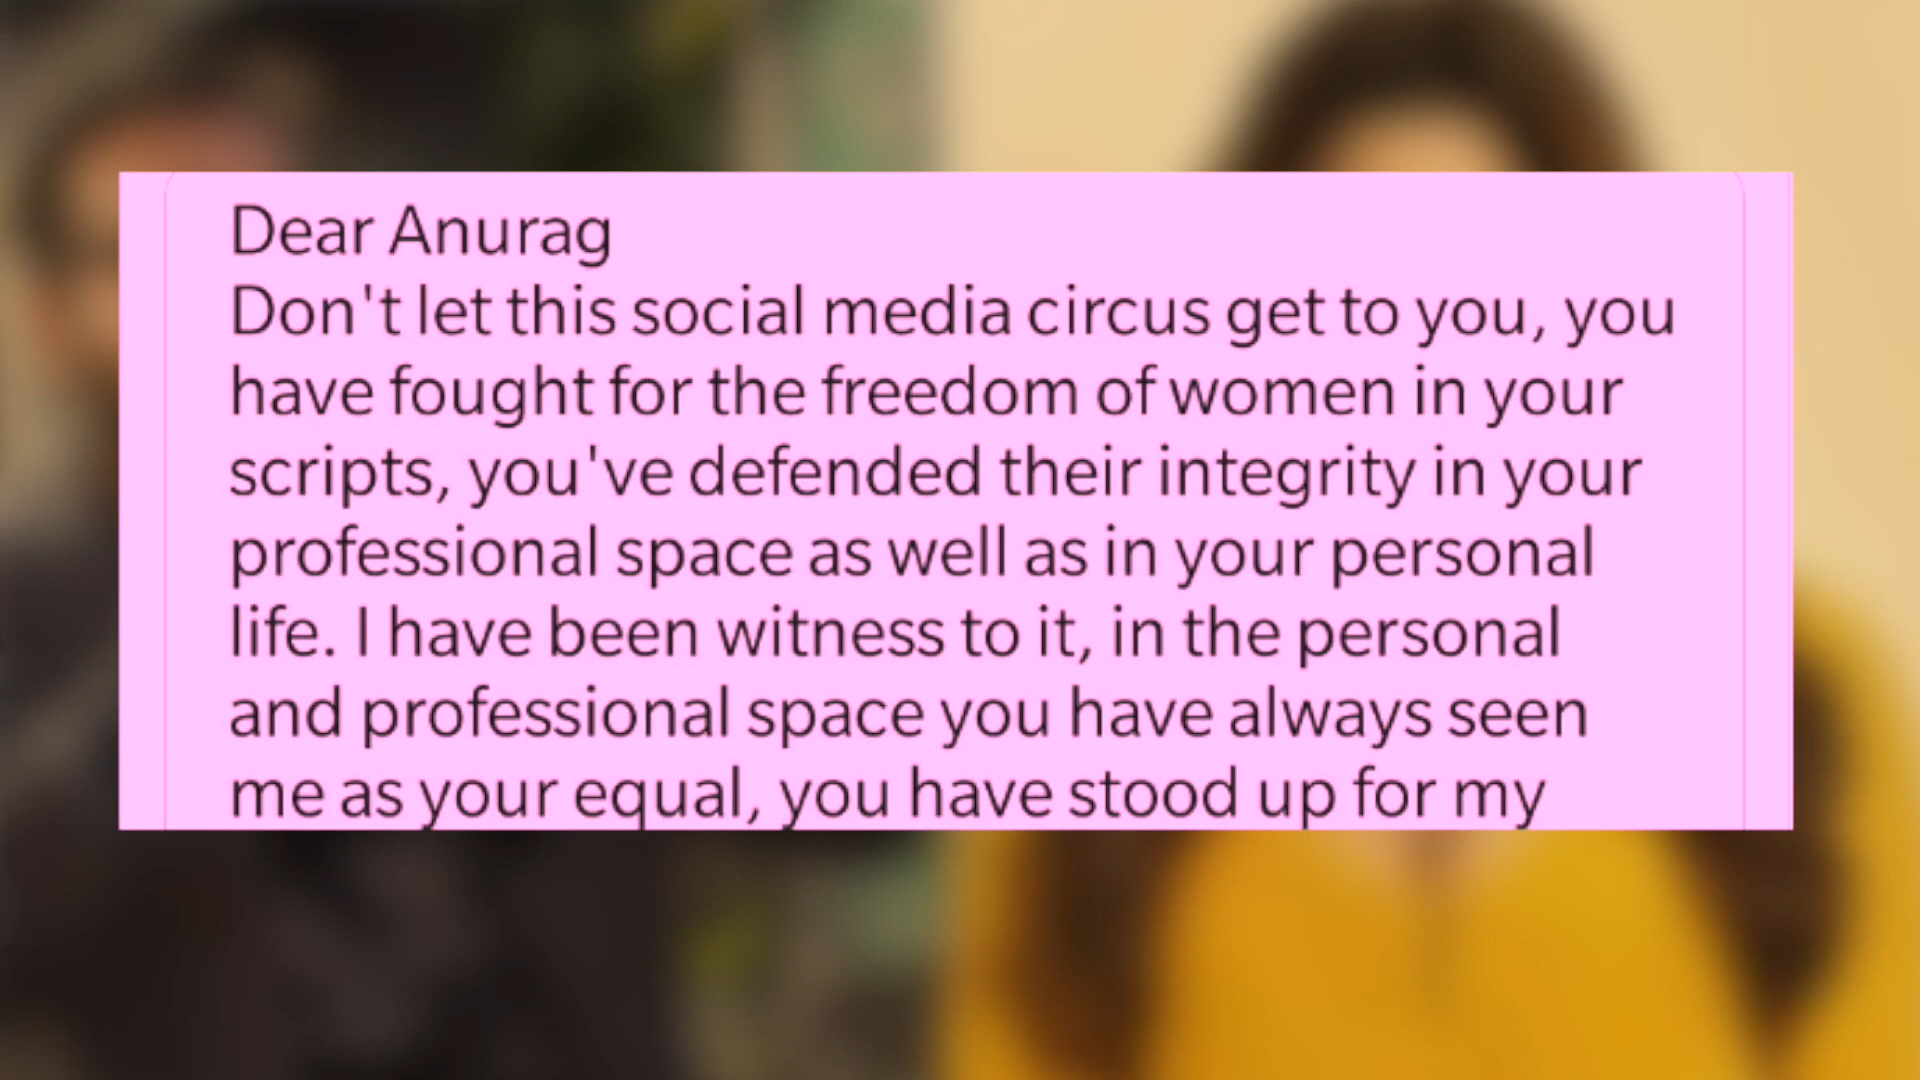 Dear Anurag
Don't let this social media circus get to you, you
have fought for the freedom of women in your
scripts, you've defended their integrity in your
professional space as well as in your personal
life. I have been witness to it, in the personal
and professional space you have always seen
me as your equal, you have stood up for my